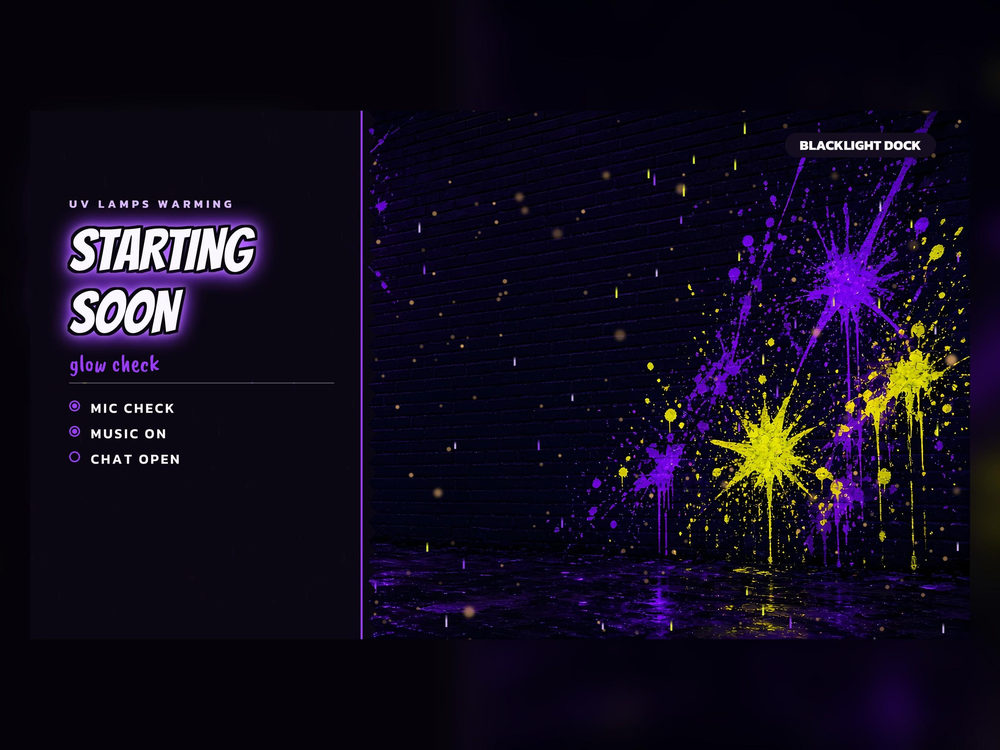 UV LAMPS WARMING
STARTING
SOON
glow check
MIC CHECK
MUSIC ON
CHAT OPEN
BLACKLIGHT DOCK